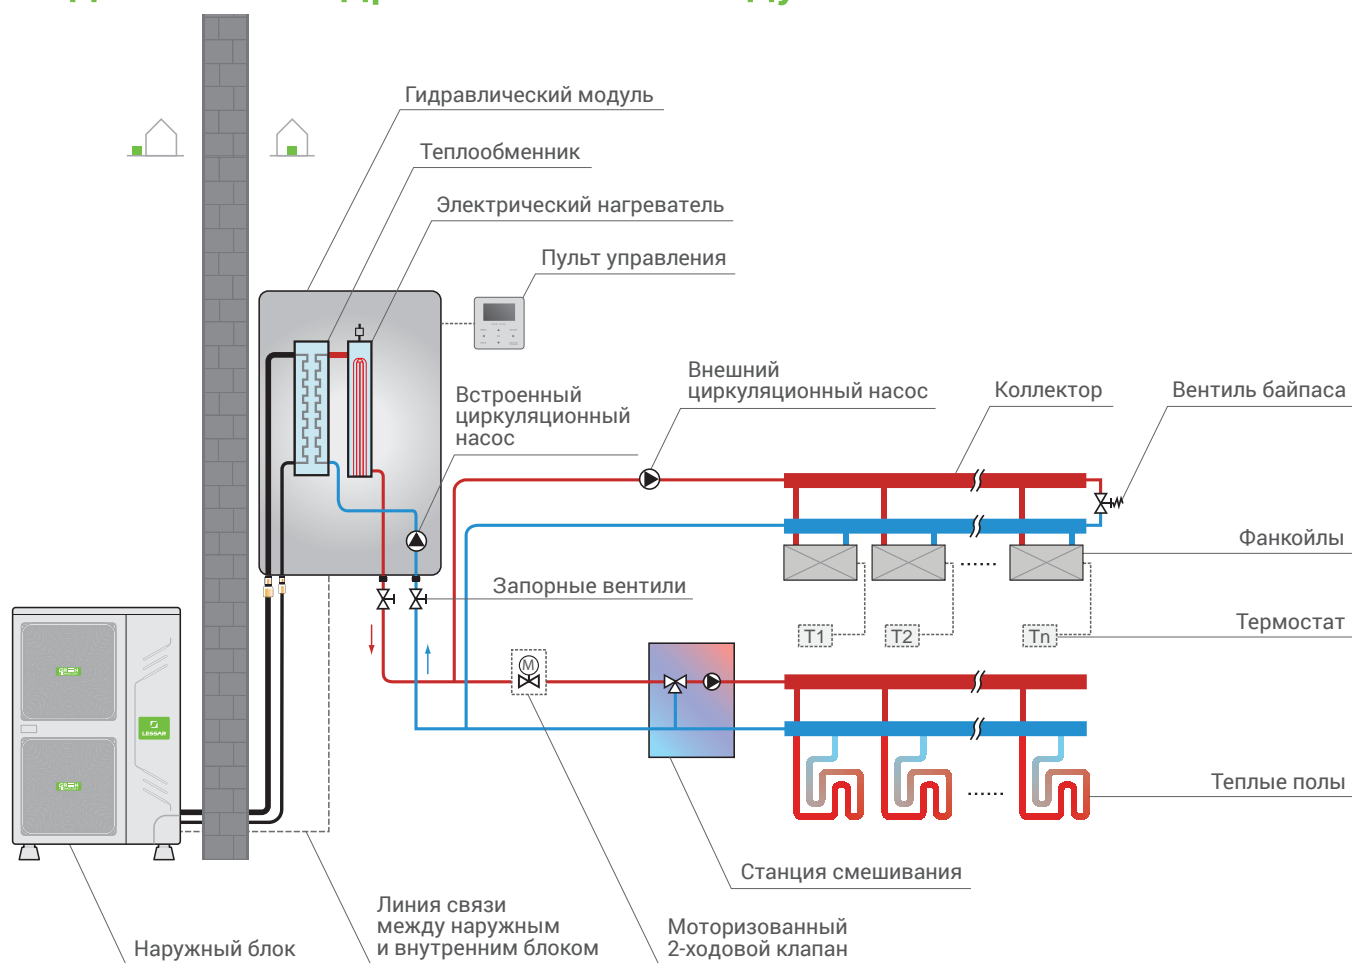 Гидравлический модуль
Теплообменник
Электрический нагреватель
Пульт управления
Встроенный
циркуляционный
насос
Внешний
циркуляционный насос
Коллектор
Вентиль байпаса
Фанкойлы
Запорные вентили
Термостат
T1
T2
Tn
M
LESSAR
Теплые полы
Станция смешивания
Линия связи
между наружным
и внутренним блоком
Моторизованный
2-ходовой клапан
Наружный блок